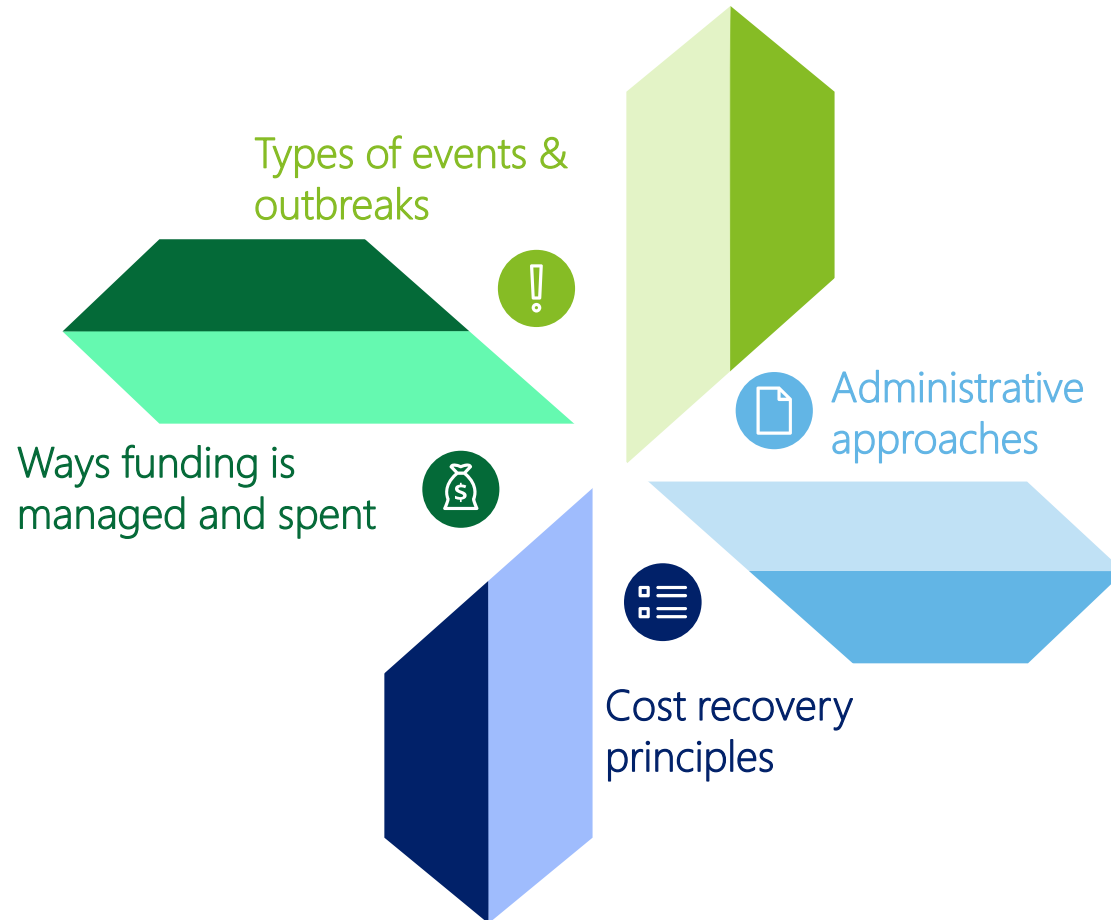 Types of events &
outbreaks
Administrative
approaches
Ways funding is
managed and spent
$
Cost recovery
principles